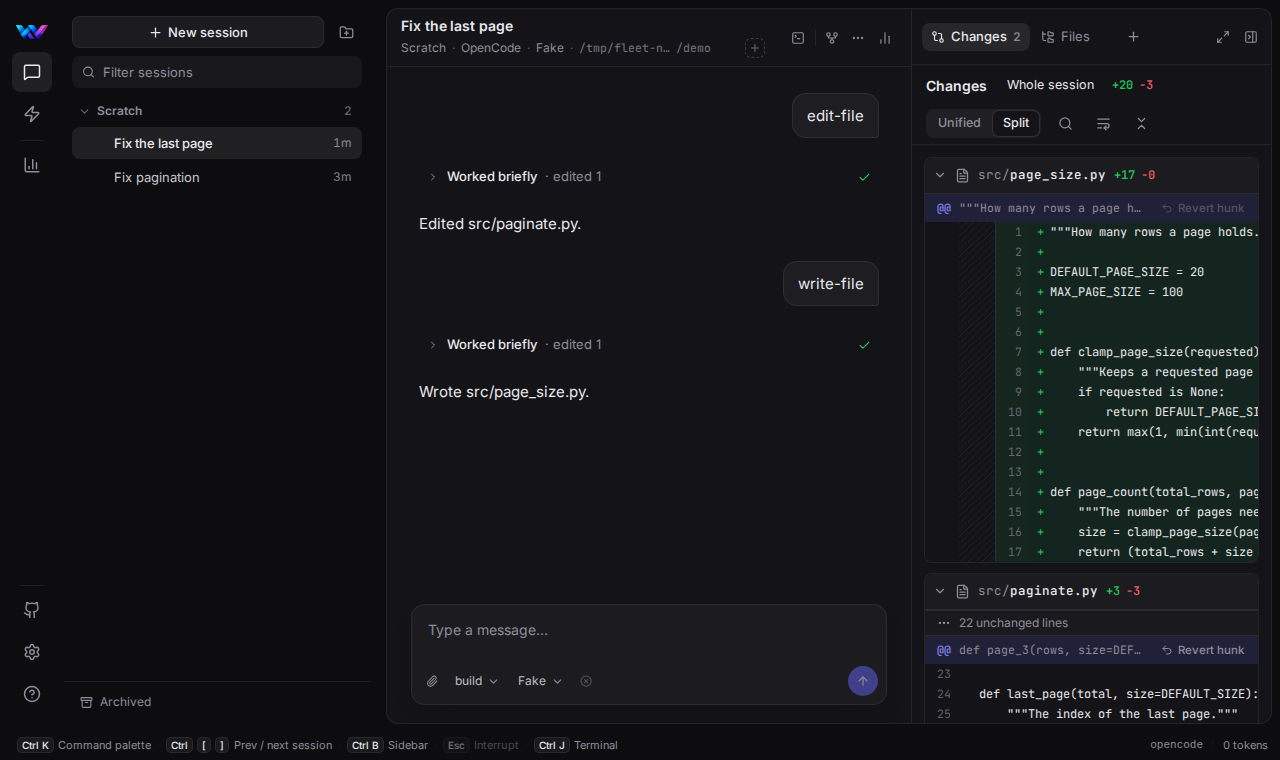 New session
Filter sessions
Scratch 2
Fix the last page 1m
Fix pagination 3m
Archived
Fix the last page
Scratch · OpenCode · Fake · /tmp/fleet-n… /demo
edit-file
Worked briefly · edited 1
Edited src/paginate.py.
write-file
Worked briefly · edited 1
Wrote src/page_size.py.
Type a message...
build Fake
Changes 2 Files
Changes Whole session +20 -3
Unified Split
src/page_size.py +17 -0
@@ """How many rows a page h… Revert hunk
1 + """How many rows a page holds.
2 +
3 + DEFAULT_PAGE_SIZE = 20
4 + MAX_PAGE_SIZE = 100
5 +
6 +
7 + def clamp_page_size(requested)
8 + """Keeps a requested page
9 + if requested is None:
10 + return DEFAULT_PAGE_SI
11 + return max(1, min(int(requ
12 +
13 +
14 + def page_count(total_rows, pag
15 + """The number of pages nee
16 + size = clamp_page_size(pag
17 + return (total_rows + size
src/paginate.py +3 -3
22 unchanged lines
@@ def page_3(rows, size=DEF… Revert hunk
23
24 def last_page(total, size=DEFAULT_SIZE):
25 """The index of the last page."""
Ctrl K Command palette Ctrl [ ] Prev / next session Ctrl B Sidebar Esc Interrupt Ctrl J Terminal
opencode 0 tokens